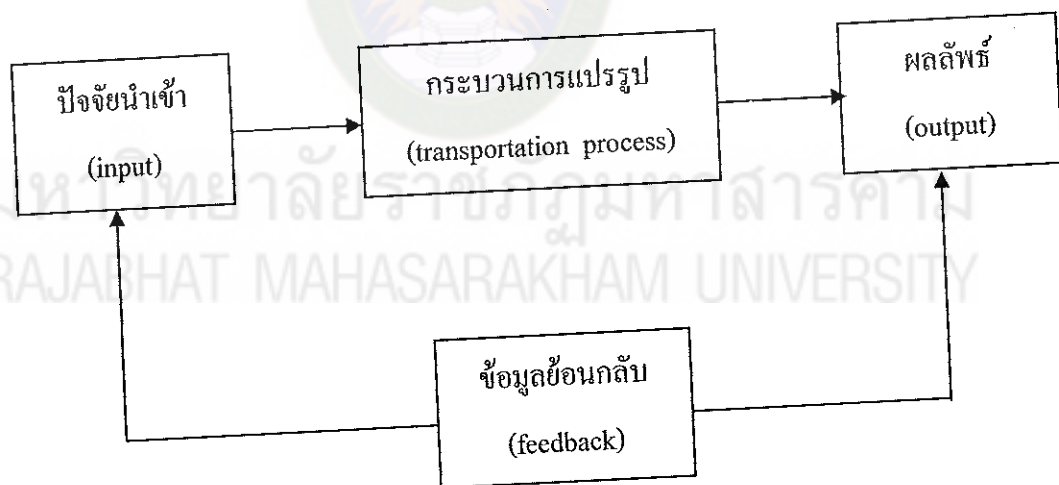 ปัจจัยนำเข้า
(input)
กระบวนการแปรรูป
(transportation process)
ผลลัพธ์
(output)
มหาวิทยาลัยราชภัฏมหาสารคาม
RAJABHAT MAHASARAKHAM UNIVERSITY
ข้อมูลย้อนกลับ
(feedback)